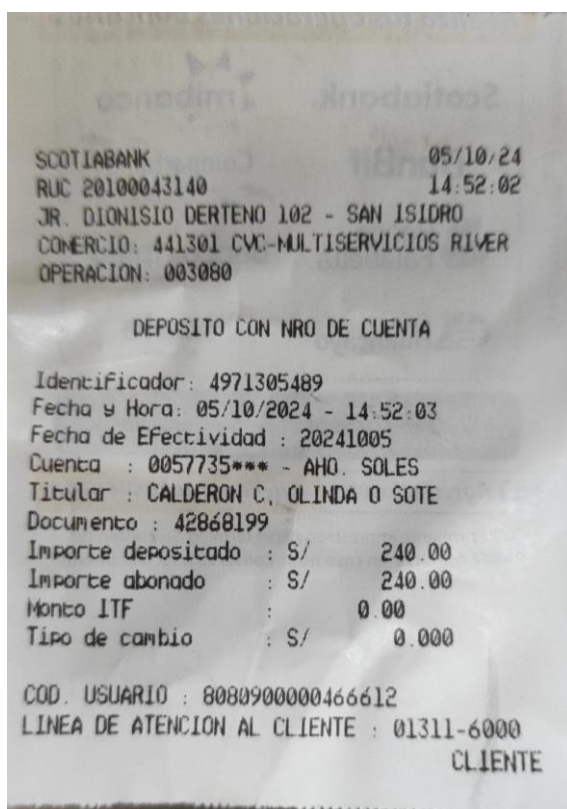 SCOTIABANK 05/10/24
RUC 20100043140 14:52:02
JR. DIONISIO DERTENO 102 - SAN ISIDRO
COMERCIO: 441301 CVC-MULTISERVICIOS RIVER
OPERACION: 003080
DEPOSITO CON NRO DE CUENTA
Identificador: 4971305489
Fecha y Hora: 05/10/2024 - 14:52:03
Fecha de Efectividad : 20241005
Cuenta : 0057735*** - AHO. SOLES
Titular : CALDERON C, OLINDA O SOTE
Documento : 42868199
Importe depositado : S/ 240.00
Importe abonado : S/ 240.00
Monto ITF : 0.00
Tipo de cambio : S/ 0.000
COD. USUARIO : 8080900000466612
LINEA DE ATENCION AL CLIENTE : 01311-6000
CLIENTE